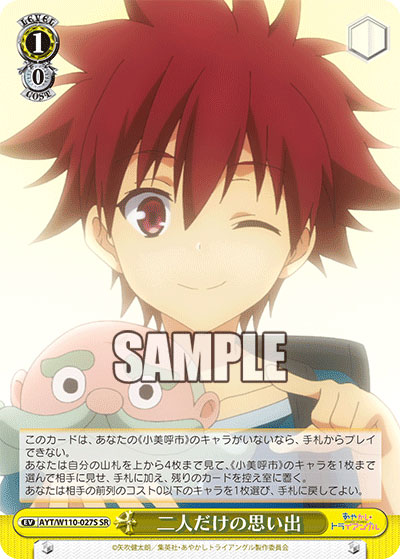 LEVEL
1
0
COST
SAMPLE
このカードは、あなたの《小美呼市》のキャラがいないなら、手札からプレイ
できない。
あなたは自分の山札を上から4枚まで見て、《小美呼市》のキャラを1枚まで
選んで相手に見せ、手札に加え、残りのカードを控え室に置く。
あなたは相手の前列のコスト0以下のキャラを1枚選び、手札に戻してよい。
EV AYT/W110-027S SR
二人だけの思い出
あやかし
トライアングル
©矢吹健太朗／集英社・あやかしトライアングル製作委員会